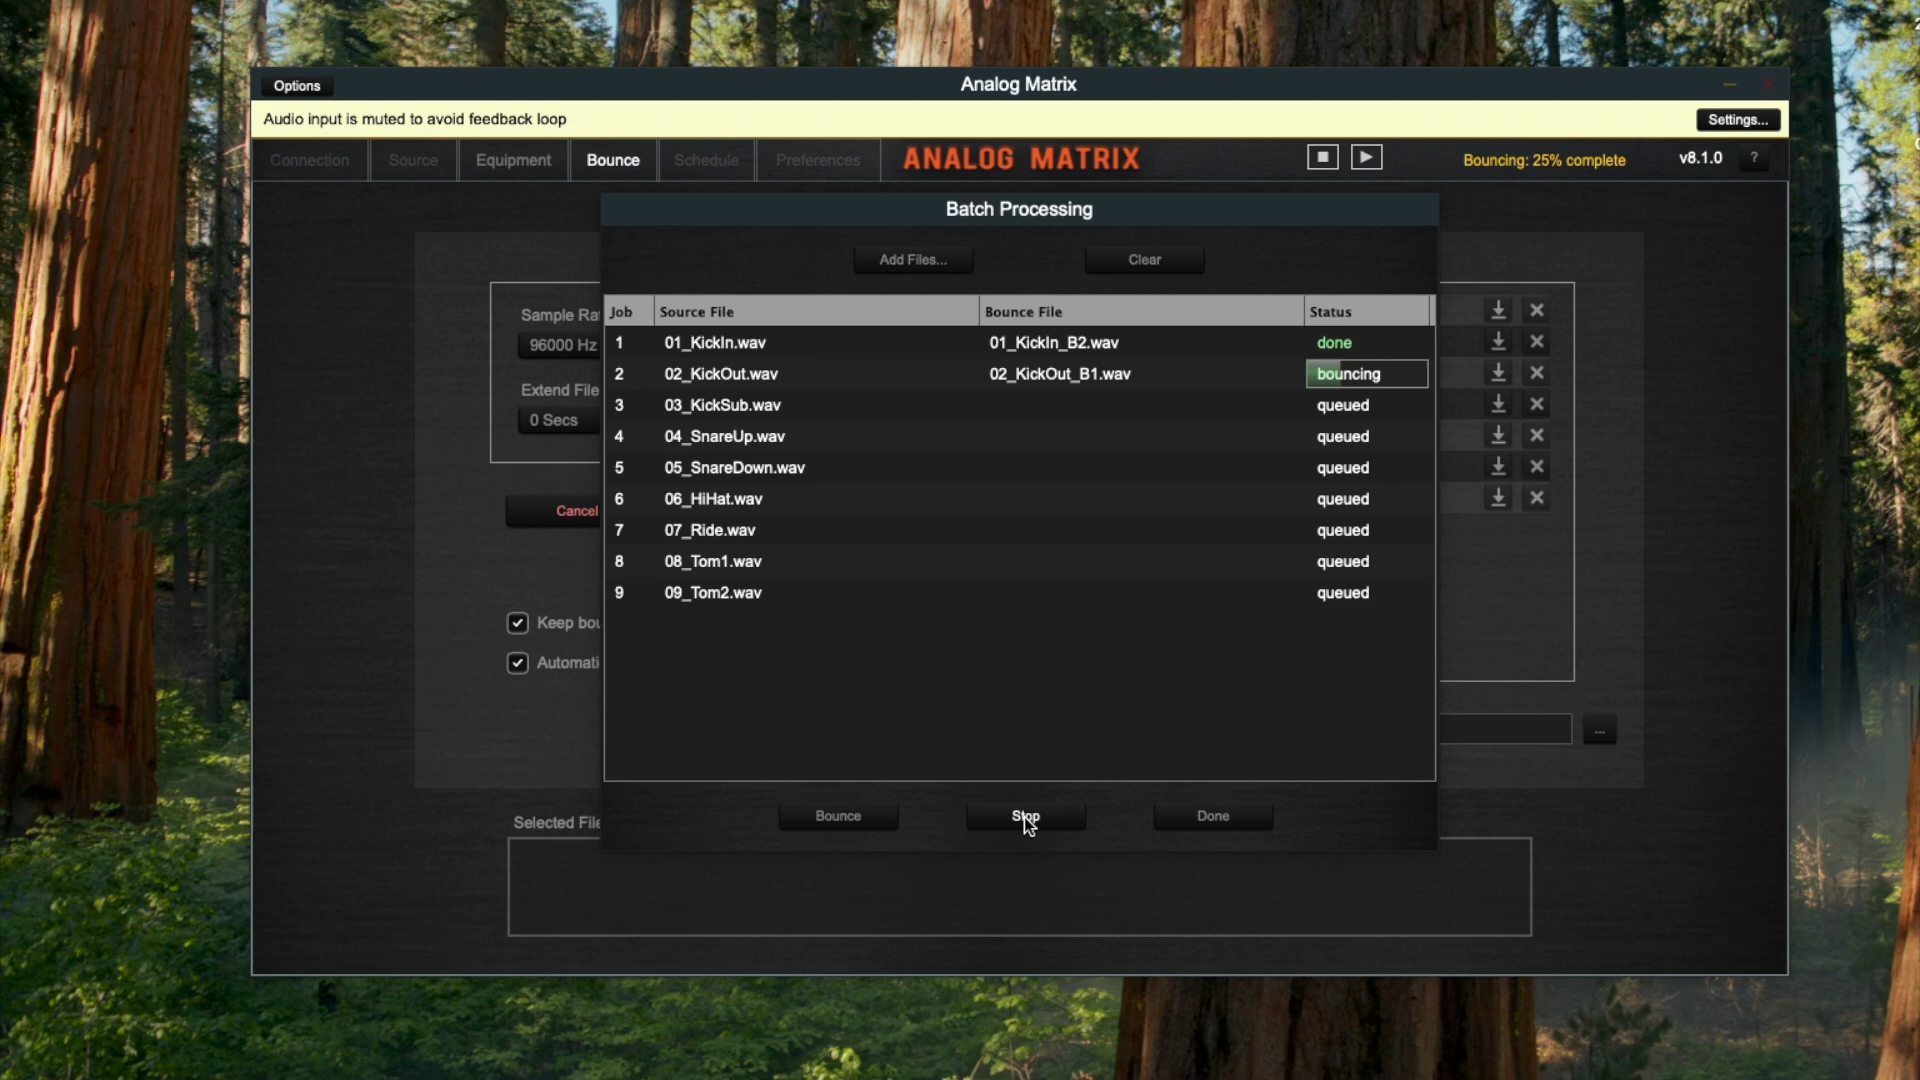 Options
Analog Matrix
Audio input is muted to avoid feedback loop
Settings...
Connection Source Equipment Bounce Schedule Preferences
ANALOG MATRIX
Bouncing: 25% complete
v8.1.0
?
Batch Processing
Add Files... Clear
Job Source File Bounce File Status
1 01_KickIn.wav 01_KickIn_B2.wav done
2 02_KickOut.wav 02_KickOut_B1.wav bouncing
3 03_KickSub.wav queued
4 04_SnareUp.wav queued
5 05_SnareDown.wav queued
6 06_HiHat.wav queued
7 07_Ride.wav queued
8 08_Tom1.wav queued
9 09_Tom2.wav queued
Sample Ra
96000 Hz
Extend File
0 Secs
Cancel
Keep bou
Automati
...
Bounce Stop Done
Selected File